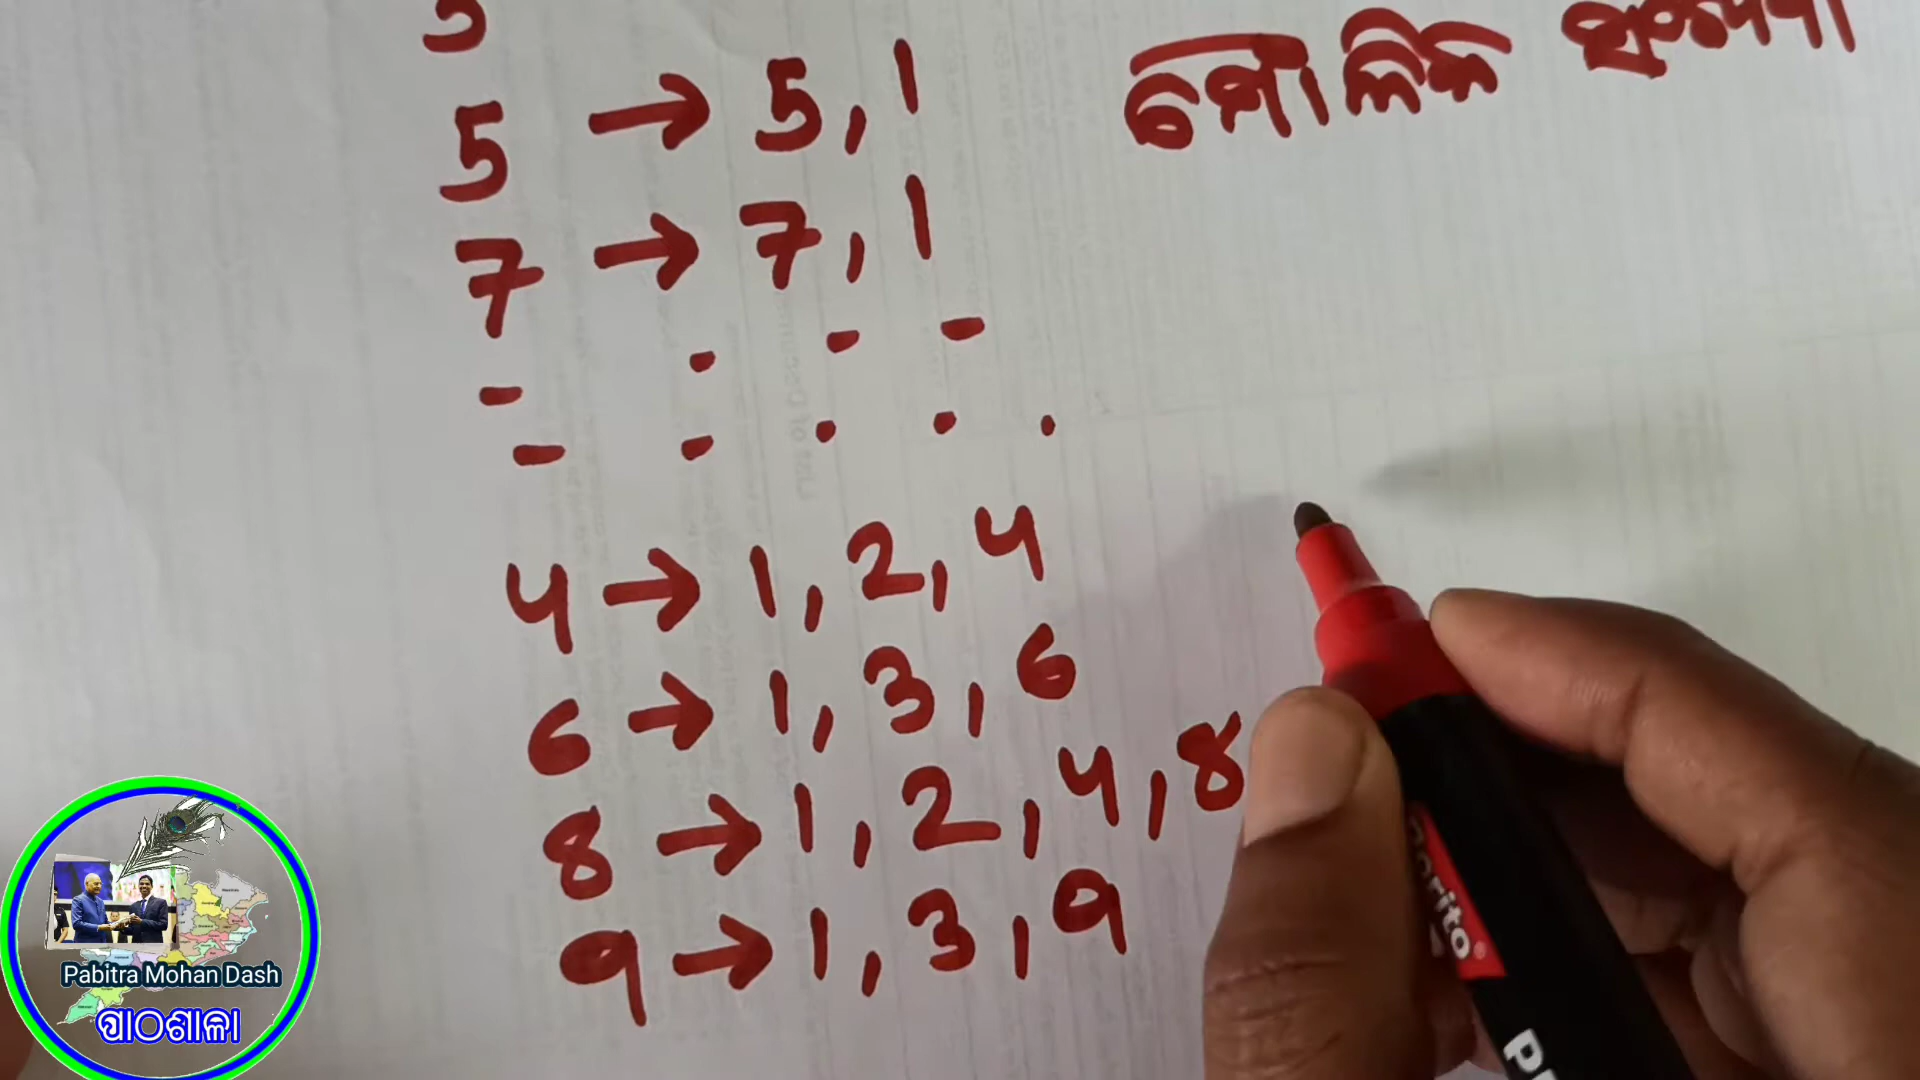 3
5 → 5, 1 ମୌଳିକ ସଂଖ୍ୟା
7 → 7, 1
- . - -
- - . . .
4 → 1, 2, 4
6 → 1, 3, 6
8 → 1, 2, 4, 8
9 → 1, 3, 9
Pabitra Mohan Dash
ପାଠଶାଳା